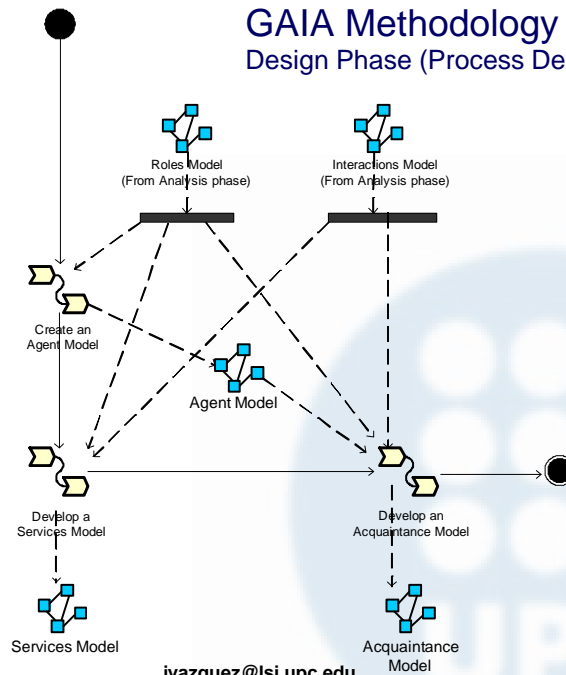 GAIA Methodology
Design Phase (Process De
Roles Model
(From Analysis phase)
Interactions Model
(From Analysis phase)
Create an
Agent Model
Agent Model
Develop a
Services Model
Develop an
Acquaintance Model
Services Model
Acquaintance
Model
jvazquez@lsi.upc.edu
UP